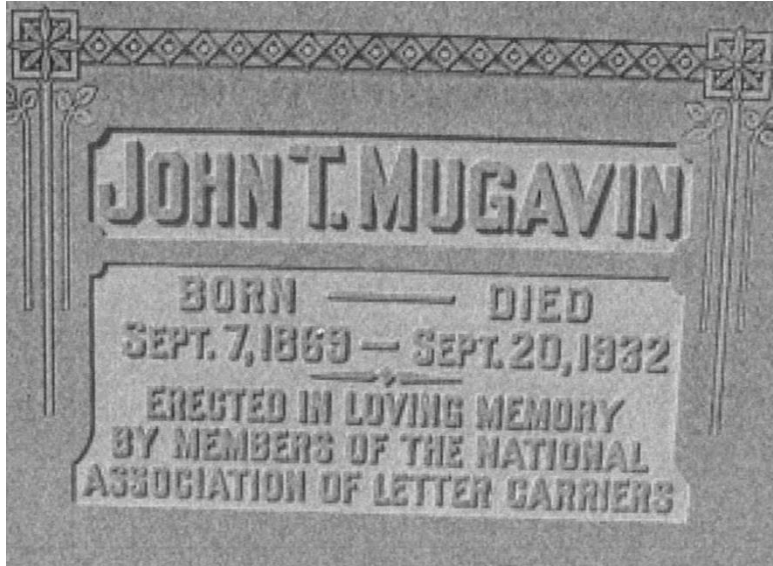 JOHN T. MUGAVIN
BORN — DIED
SEPT. 7, 1869 — SEPT. 20, 1932
ERECTED IN LOVING MEMORY
BY MEMBERS OF THE NATIONAL
ASSOCIATION OF LETTER CARRIERS